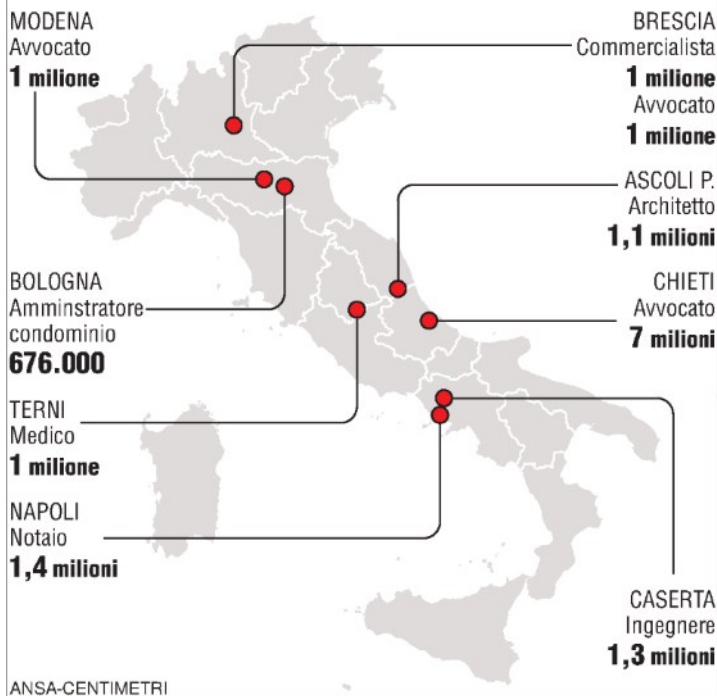 MODENA
Avvocato
1 milione
BRESCIA
Commercialista
1 milione
Avvocato
1 milione
ASCOLI P.
Architetto
1,1 milioni
BOLOGNA
Amminstratore
condominio
676.000
CHIETI
Avvocato
7 milioni
TERNI
Medico
1 milione
NAPOLI
Notaio
1,4 milioni
CASERTA
Ingegnere
1,3 milioni
ANSA-CENTIMETRI